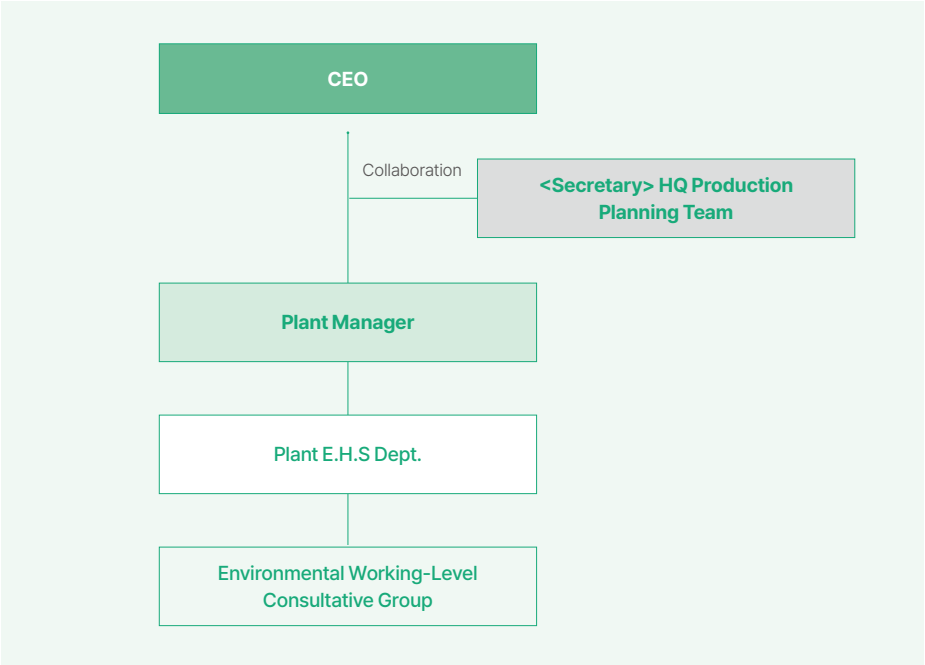 CEO
Collaboration
<Secretary> HQ Production
Planning Team
Plant Manager
Plant E.H.S Dept.
Environmental Working-Level
Consultative Group